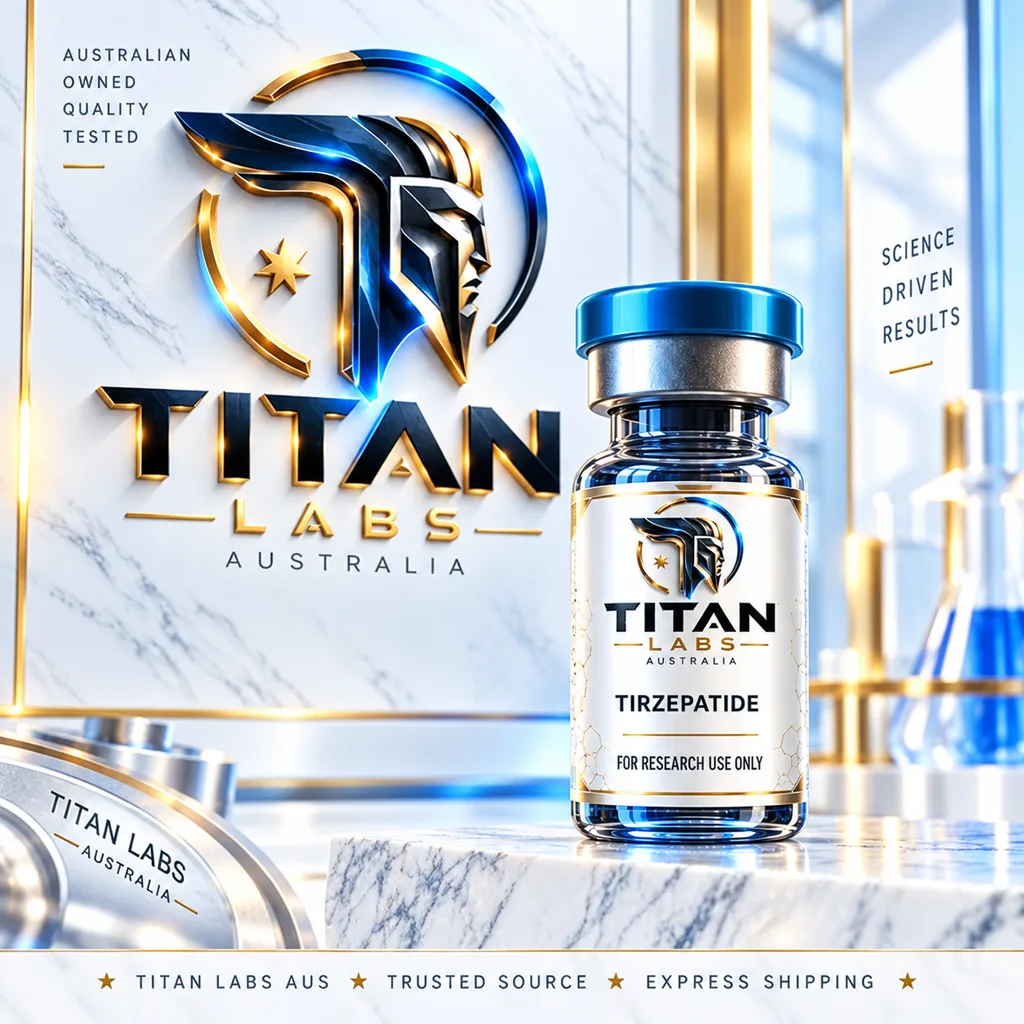 AUSTRALIAN
OWNED
QUALITY
TESTED
TITAN
LABS
AUSTRALIA
SCIENCE
DRIVEN
RESULTS
TITAN
LABS
AUSTRALIA
TIRZEPATIDE
FOR RESEARCH USE ONLY
TITAN LABS
AUSTRALIA
★ TITAN LABS AUS ★ TRUSTED SOURCE ★ EXPRESS SHIPPING ★